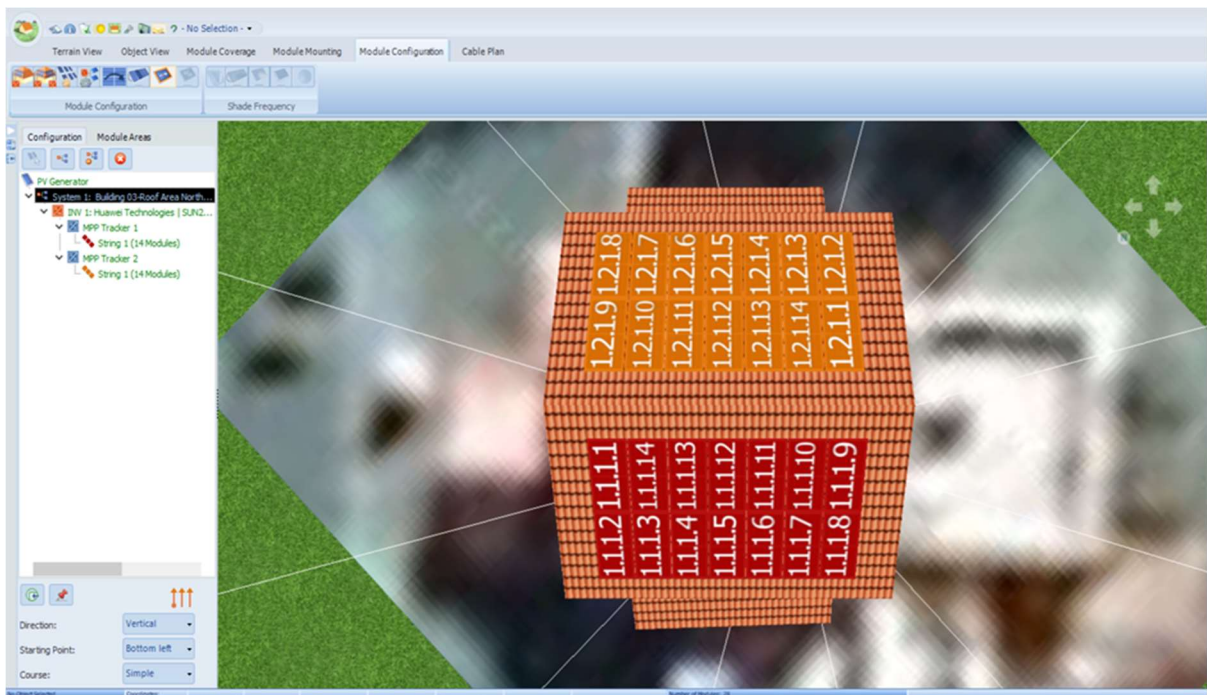 - No Selection -
Terrain View Object View Module Coverage Module Mounting Module Configuration Cable Plan
Module Configuration Shade Frequency
Configuration Module Areas
PV Generator
System 1: Building 03-Roof Area North...
INV 1: Huawei Technologies | SUN2...
MPP Tracker 1
String 1 (14 Modules)
MPP Tracker 2
String 1 (14 Modules)
1.2.1.8 1.2.1.7 1.2.1.6 1.2.1.5 1.2.1.4 1.2.1.3 1.2.1.2
1.2.1.9 1.2.1.10 1.2.1.11 1.2.1.12 1.2.1.13 1.2.1.14 1.2.1.1
1.1.1.1 1.1.1.14 1.1.1.13 1.1.1.12 1.1.1.11 1.1.1.10 1.1.1.9
1.1.1.2 1.1.1.3 1.1.1.4 1.1.1.5 1.1.1.6 1.1.1.7 1.1.1.8
Direction: Vertical
Starting Point: Bottom left
Course: Simple